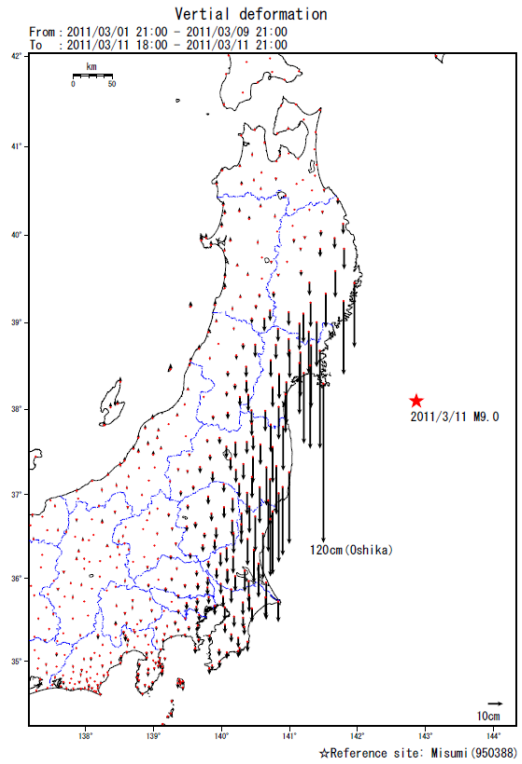 Vertial deformation
From : 2011/03/01 21:00 - 2011/03/09 21:00
To : 2011/03/11 18:00 - 2011/03/11 21:00
42°
km
0 50
41°
40°
39°
38°
2011/3/11 M9.0
37°
120cm(Oshika)
36°
35°
10cm
138° 139° 140° 141° 142° 143° 144°
☆Reference site: Misumi(950388)